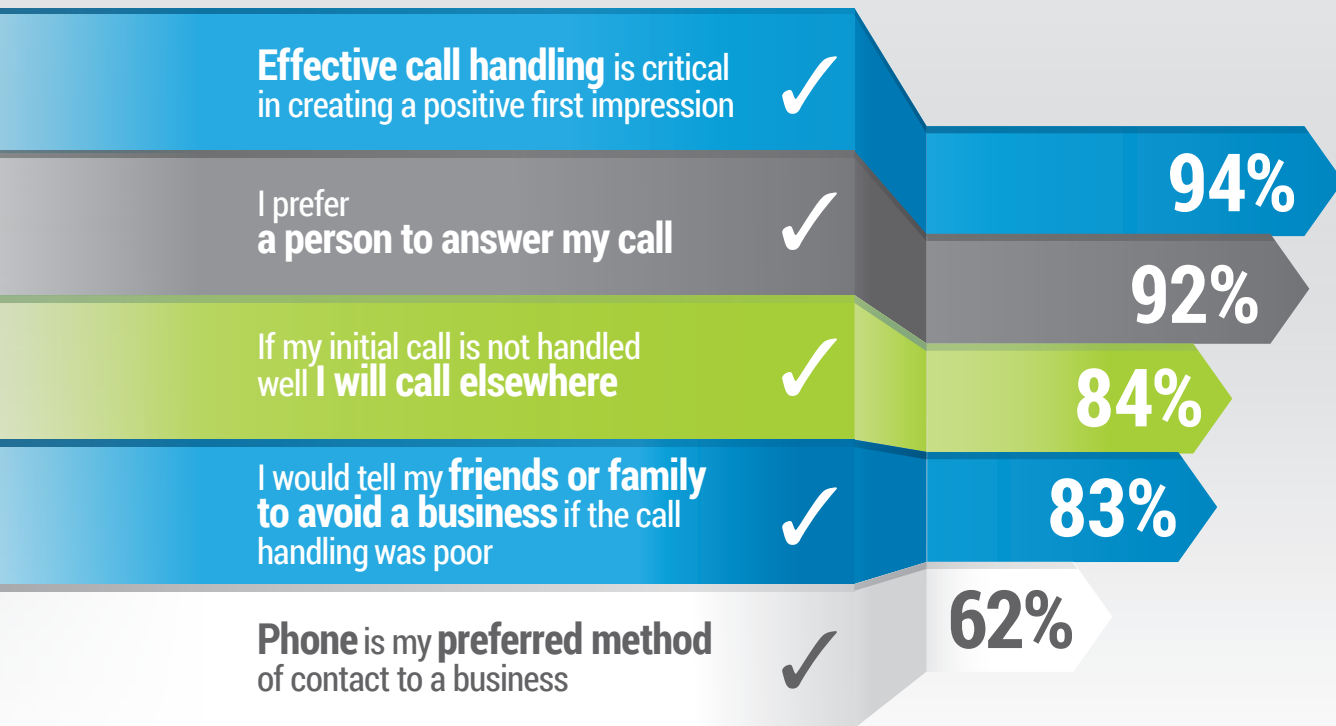 Effective call handling is critical
in creating a positive first impression
94%
I prefer
a person to answer my call
92%
If my initial call is not handled
well I will call elsewhere
84%
I would tell my friends or family
to avoid a business if the call
handling was poor
83%
Phone is my preferred method
of contact to a business
62%